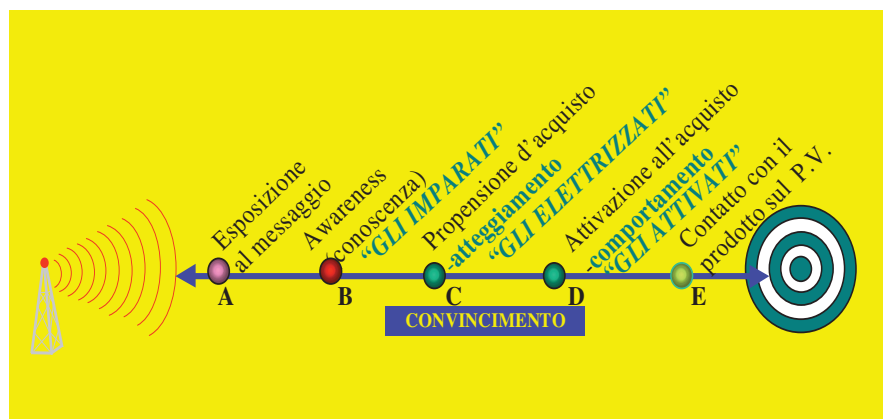 Esposizione
al messaggio
Awareness
(conoscenza)
“GLI IMPARATI”
Propensione d’acquisto
-atteggiamento
“GLI ELETTRIZZATI”
Attivazione all’acquisto
-comportamento
“GLI ATTIVATI”
Contatto con il
prodotto sul P.V.
A
B
C
D
E
CONVINCIMENTO